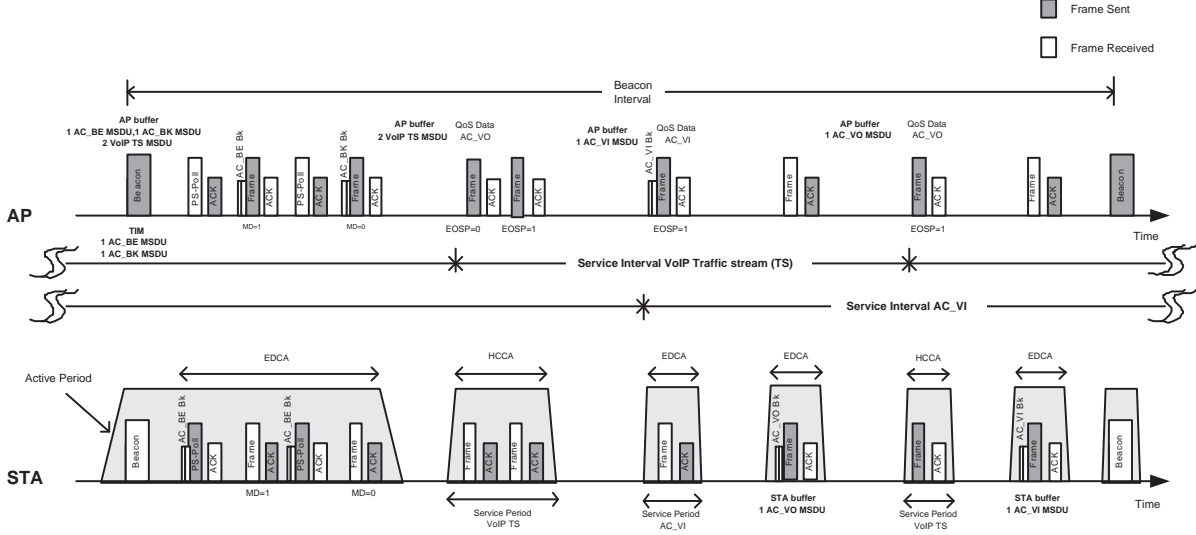 Frame Sent
Frame Received
Beacon
Interval
AP buffer
1 AC_BE MSDU,1 AC_BK MSDU
2 VoIP TS MSDU
AP buffer
2 VoIP TS MSDU
QoS Data
AC_VO
AP buffer
1 AC_VI MSDU
QoS Data
AC_VI
AP buffer
1 AC_VO MSDU
QoS Data
AC_VO
AP
Beacon
PS-Poll
ACK
AC_BE Bk
Frame
ACK
PS-Poll
ACK
AC_BK Bk
Frame
ACK
Frame
ACK
Frame
ACK
AC_VI Bk
Frame
ACK
Frame
ACK
Frame
ACK
Frame
ACK
Beacon
Time
TIM
1 AC_BE MSDU
1 AC_BK MSDU
MD=1
MD=0
EOSP=0
EOSP=1
EOSP=1
EOSP=1
Service Interval VoIP Traffic stream (TS)
Service Interval AC_VI
Active Period
EDCA
HCCA
EDCA
EDCA
HCCA
EDCA
STA
Beacon
AC_BE Bk
PS-Poll
ACK
Frame
ACK
AC_BE Bk
PS-Poll
ACK
Frame
ACK
Frame
ACK
Frame
ACK
Frame
ACK
AC_VO Bk
Frame
ACK
Frame
ACK
AC_VI Bk
Frame
ACK
Beacon
Time
MD=1
MD=0
Service Period
VoIP TS
Service Period
AC_VI
STA buffer
1 AC_VO MSDU
Service Period
VoIP TS
STA buffer
1 AC_VI MSDU